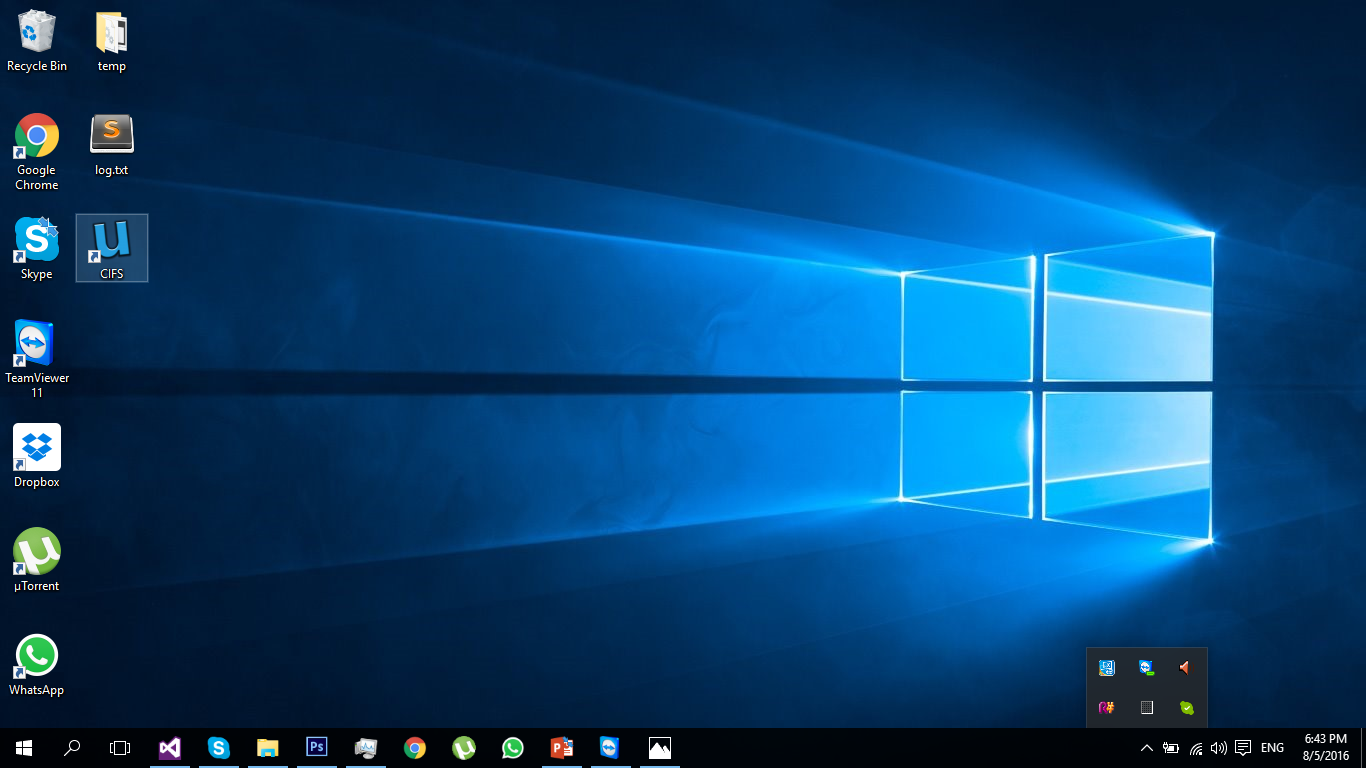 Recycle Bin
temp
Google
Chrome
S
log.txt
S
Skype
u
CIFS
TeamViewer
11
Dropbox
µ
µTorrent
WhatsApp
R#
S
Ps
µ
P
ENG
6:43 PM
8/5/2016